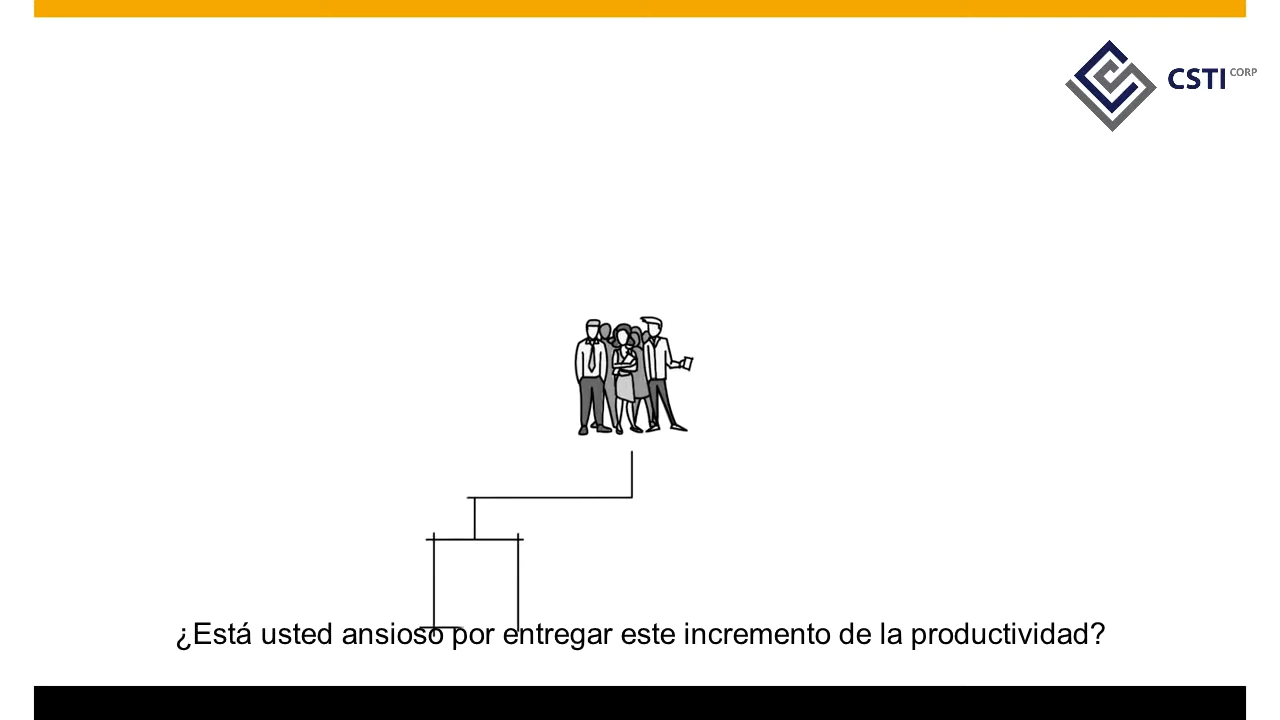 CSTI CORP
¿Está usted ansioso por entregar este incremento de la productividad?